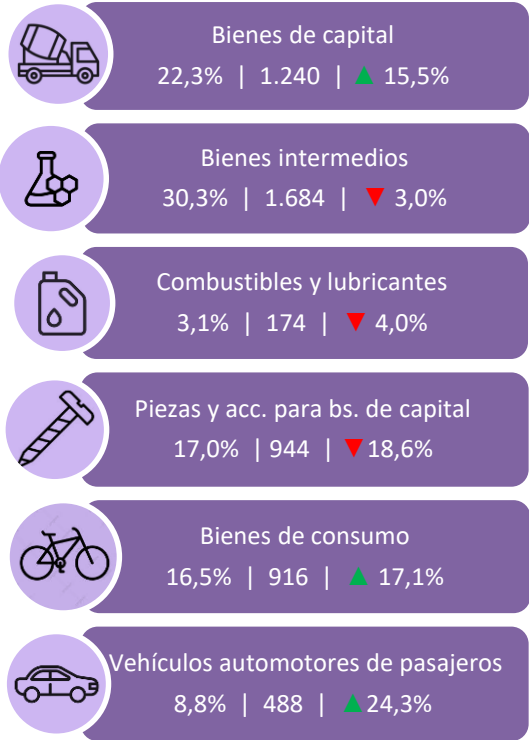 Bienes de capital
22,3% | 1.240 | ▲ 15,5%
Bienes intermedios
30,3% | 1.684 | ▼ 3,0%
Combustibles y lubricantes
3,1% | 174 | ▼ 4,0%
Piezas y acc. para bs. de capital
17,0% | 944 | ▼ 18,6%
Bienes de consumo
16,5% | 916 | ▲ 17,1%
Vehículos automotores de pasajeros
8,8% | 488 | ▲ 24,3%